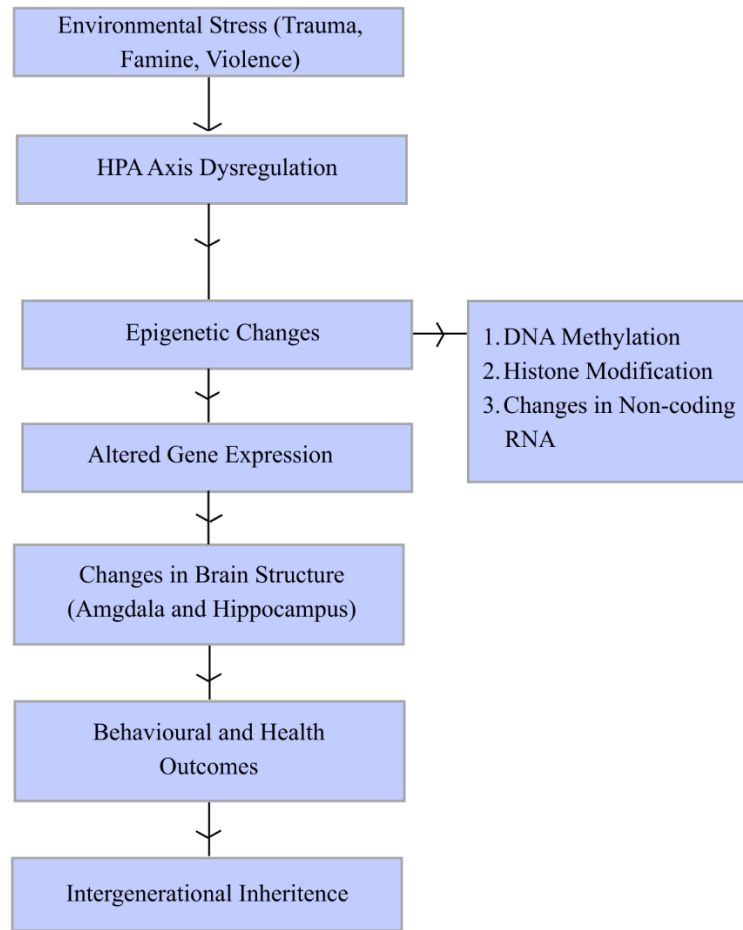 Environmental Stress (Trauma,
Famine, Violence)
HPA Axis Dysregulation
Epigenetic Changes
1. DNA Methylation
2. Histone Modification
3. Changes in Non-coding
RNA
Altered Gene Expression
Changes in Brain Structure
(Amgdala and Hippocampus)
Behavioural and Health
Outcomes
Intergenerational Inheritence